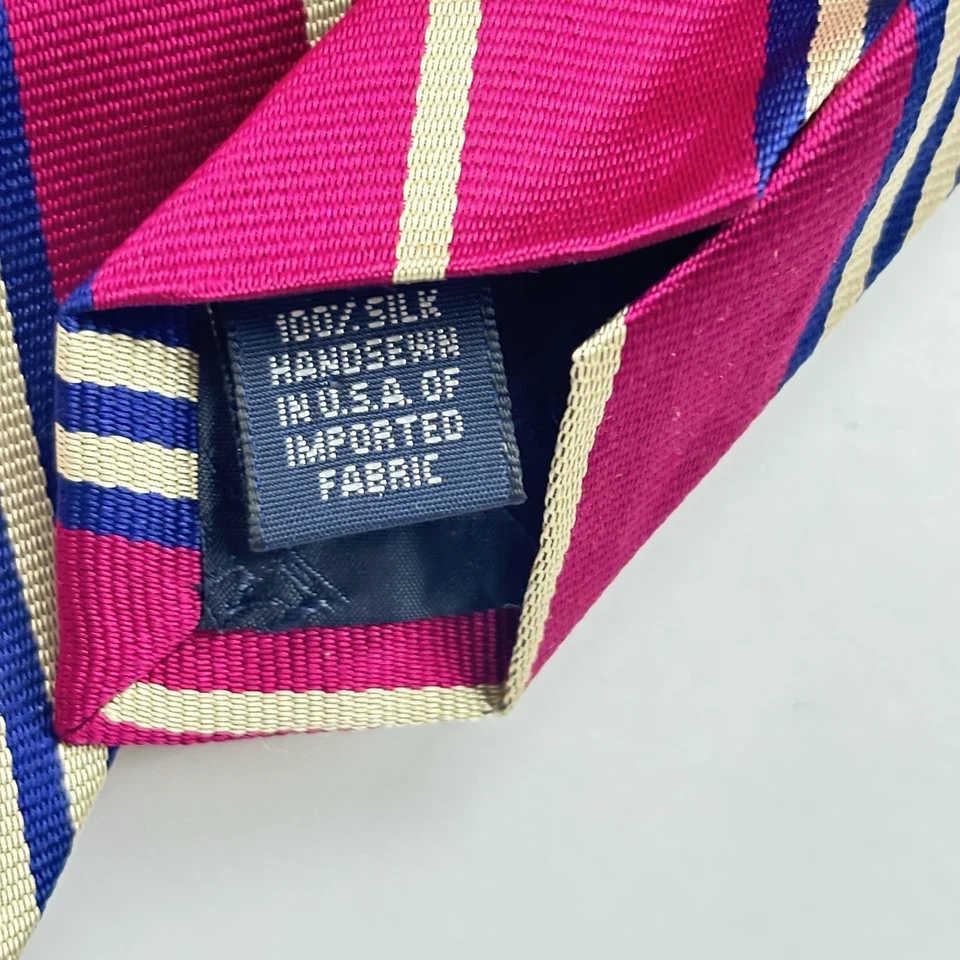 100% SILK
HANDSEWN
IN U.S.A. OF
IMPORTED
FABRIC